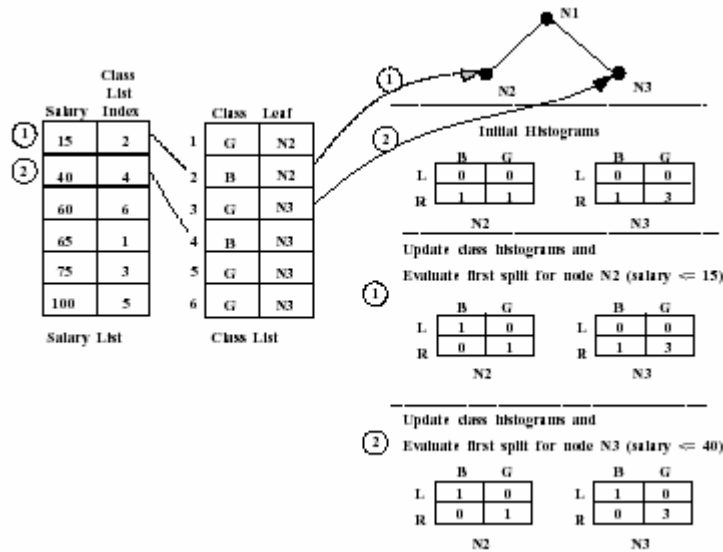 N1
N2
N3
1
2
Class
List
Salary Index
1 15 2
2 40 4
60 6
65 1
75 3
100 5
Salary List
Class Leaf
1 G N2
2 B N2
3 G N3
4 B N3
5 G N3
6 G N3
Class List
Initial Histograms
B G
L 0 0
R 1 1
N2
B G
L 0 0
R 1 3
N3
Update class histograms and
Evaluate first split for node N2 (salary <= 15)
1
B G
L 1 0
R 0 1
N2
B G
L 0 0
R 1 3
N3
Update class histograms and
Evaluate first split for node N3 (salary <= 40)
2
B G
L 1 0
R 0 1
N2
B G
L 1 0
R 0 3
N3